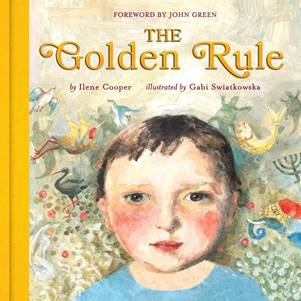 FOREWORD BY JOHN GREEN
THE
Golden Rule
by Ilene Cooper illustrated by Gabi Swiatkowska